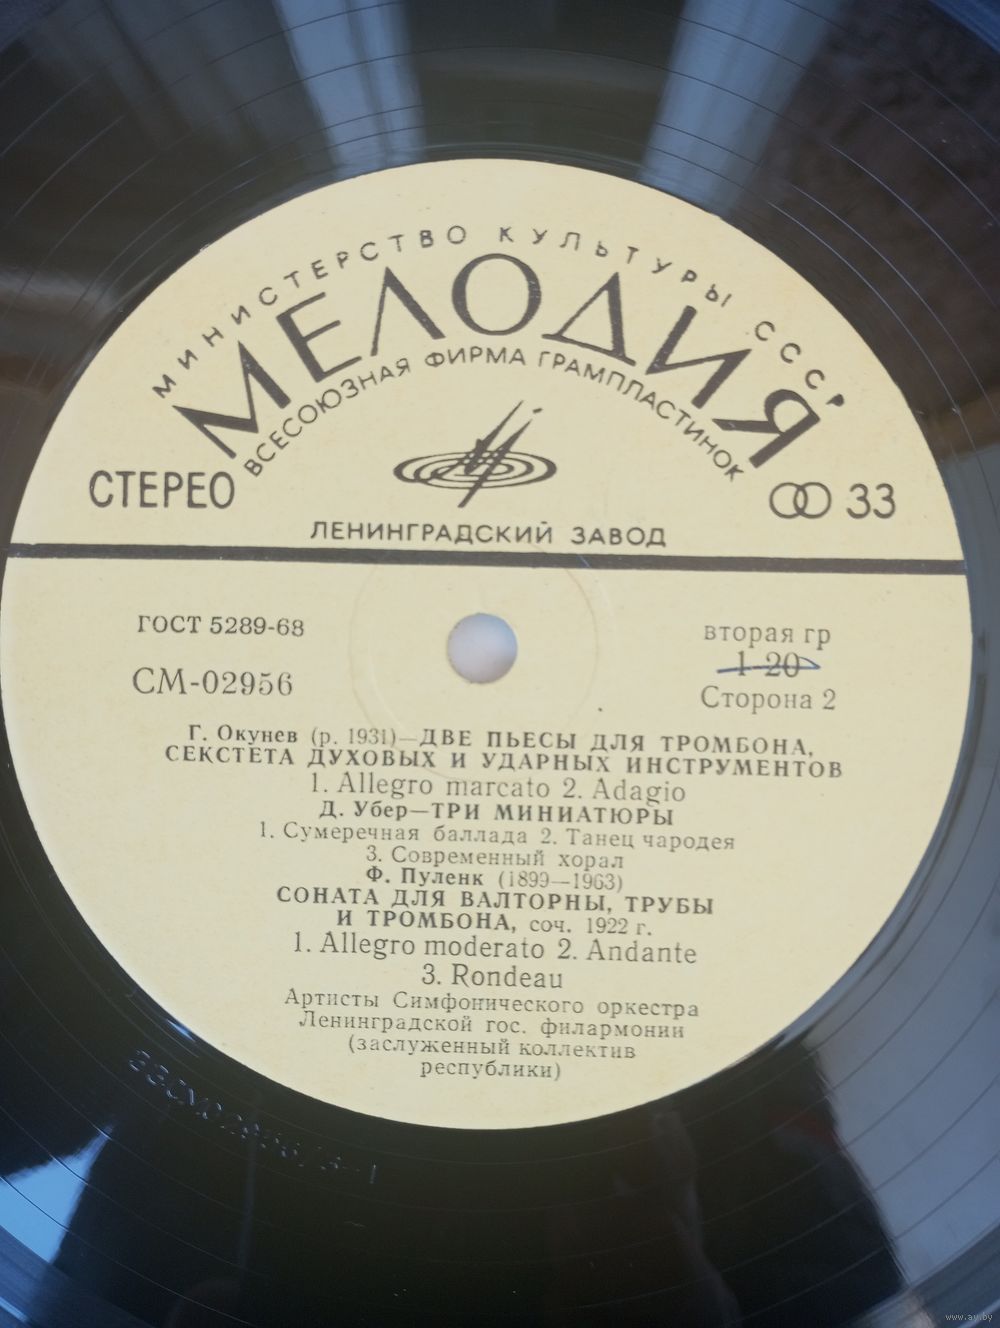 МИНИСТЕРСТВО КУЛЬТУРЫ СССР
МЕЛОДИЯ
ВСЕСОЮЗНАЯ ФИРМА ГРАМПЛАСТИНОК
СТЕРЕО
33
ЛЕНИНГРАДСКИЙ ЗАВОД
ГОСТ 5289-68
вторая гр
СМ-02956
1-20
Сторона 2
Г. Окунев (р. 1931)—ДВЕ ПЬЕСЫ ДЛЯ ТРОМБОНА,
СЕКСТЕТА ДУХОВЫХ И УДАРНЫХ ИНСТРУМЕНТОВ
1. Allegro marcato 2. Adagio
Д. Убер—ТРИ МИНИАТЮРЫ
1. Сумеречная баллада 2. Танец чародея
3. Современный хорал
Ф. Пуленк (1899—1963)
СОНАТА ДЛЯ ВАЛТОРНЫ, ТРУБЫ
И ТРОМБОНА, соч. 1922 г.
1. Allegro moderato 2. Andante
3. Rondeau
Артисты Симфонического оркестра
Ленинградской гос. филармонии
(заслуженный коллектив
республики)
www.ay.by